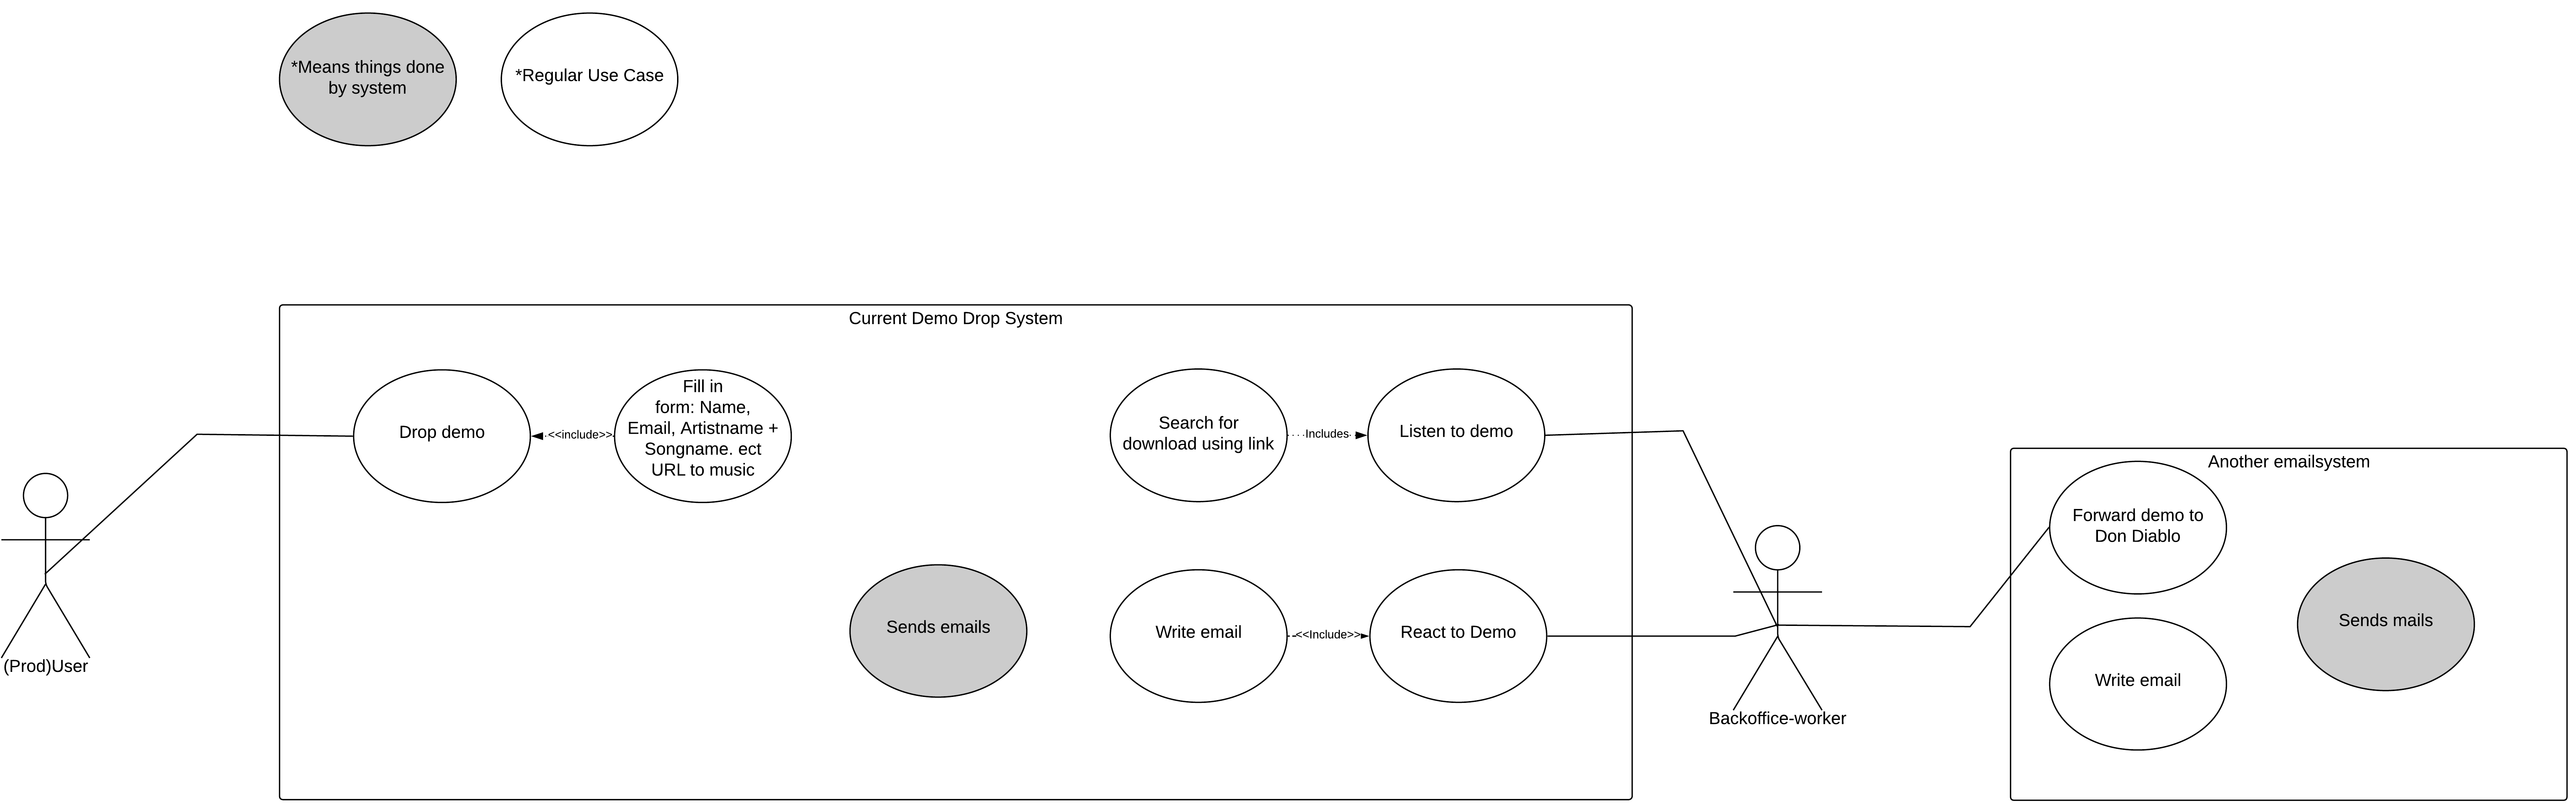 *Means things done
by system
*Regular Use Case
Current Demo Drop System
Drop demo
<<include>>
Fill in
form: Name,
Email, Artistname +
Songname. ect
URL to music
Search for
download using link
Includes
Listen to demo
Sends emails
Write email
<<Include>>
React to Demo
(Prod)User
Backoffice-worker
Another emailsystem
Forward demo to
Don Diablo
Sends mails
Write email